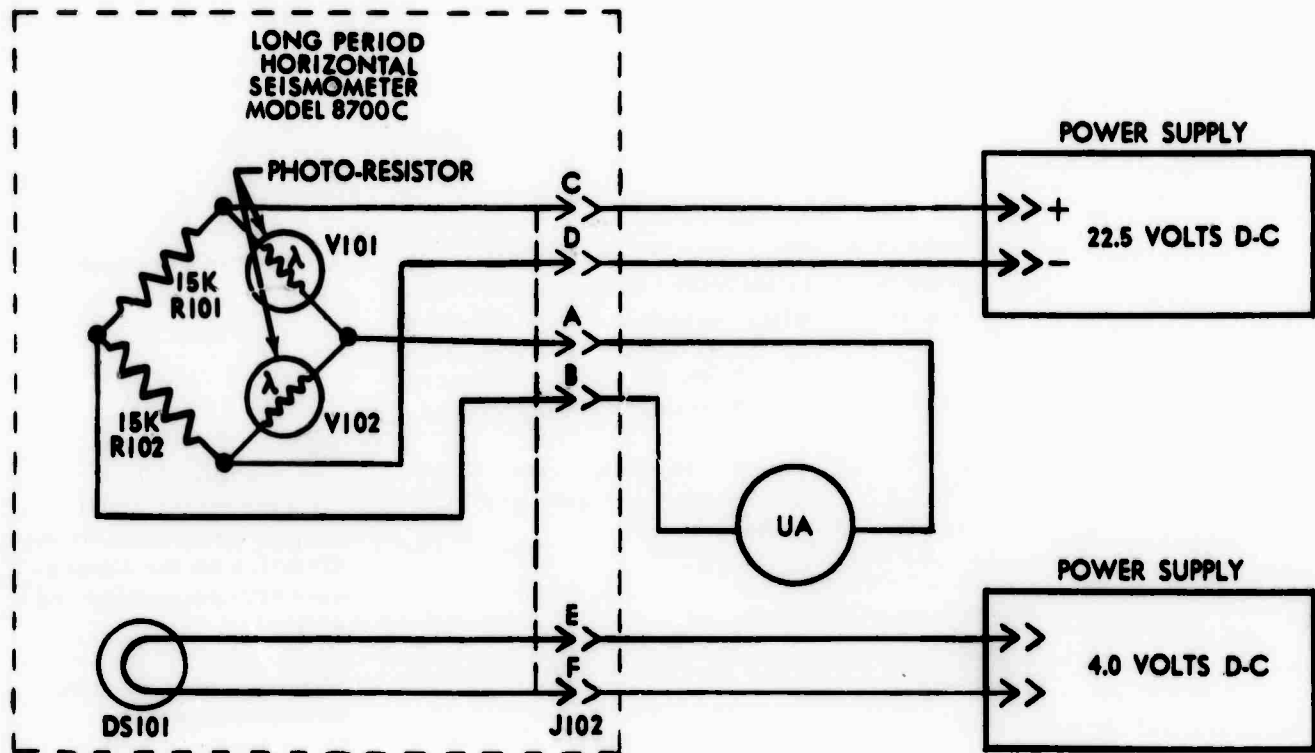 LONG PERIOD
HORIZONTAL
SEISMOMETER
MODEL 8700C
PHOTO-RESISTOR
V101
λ
15K
R101
λ
V102
15K
R102
C
D
A
B
E
F
J102
DS101
UA
POWER SUPPLY
+
22.5 VOLTS D-C
−
POWER SUPPLY
4.0 VOLTS D-C